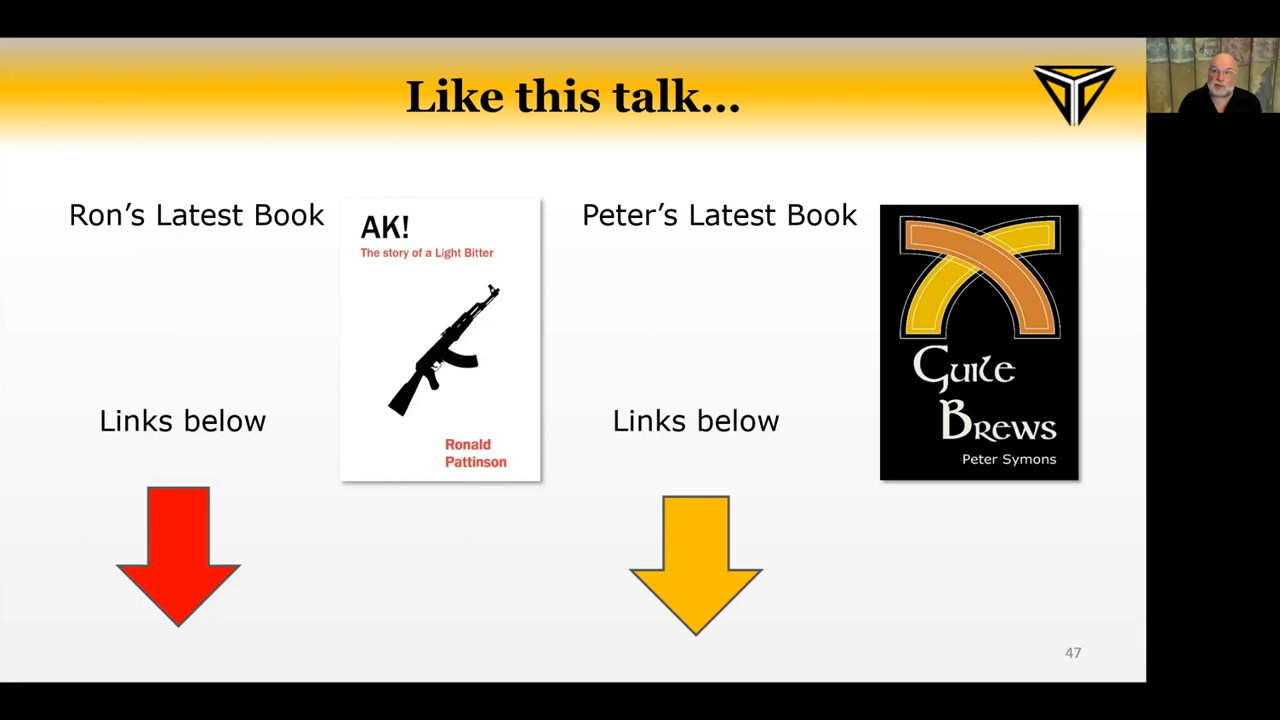 Like this talk...
Ron's Latest Book
AK!
The story of a Light Bitter
Ronald
Pattinson
Links below
Peter's Latest Book
Guile
Brews
Peter Symons
Links below
47